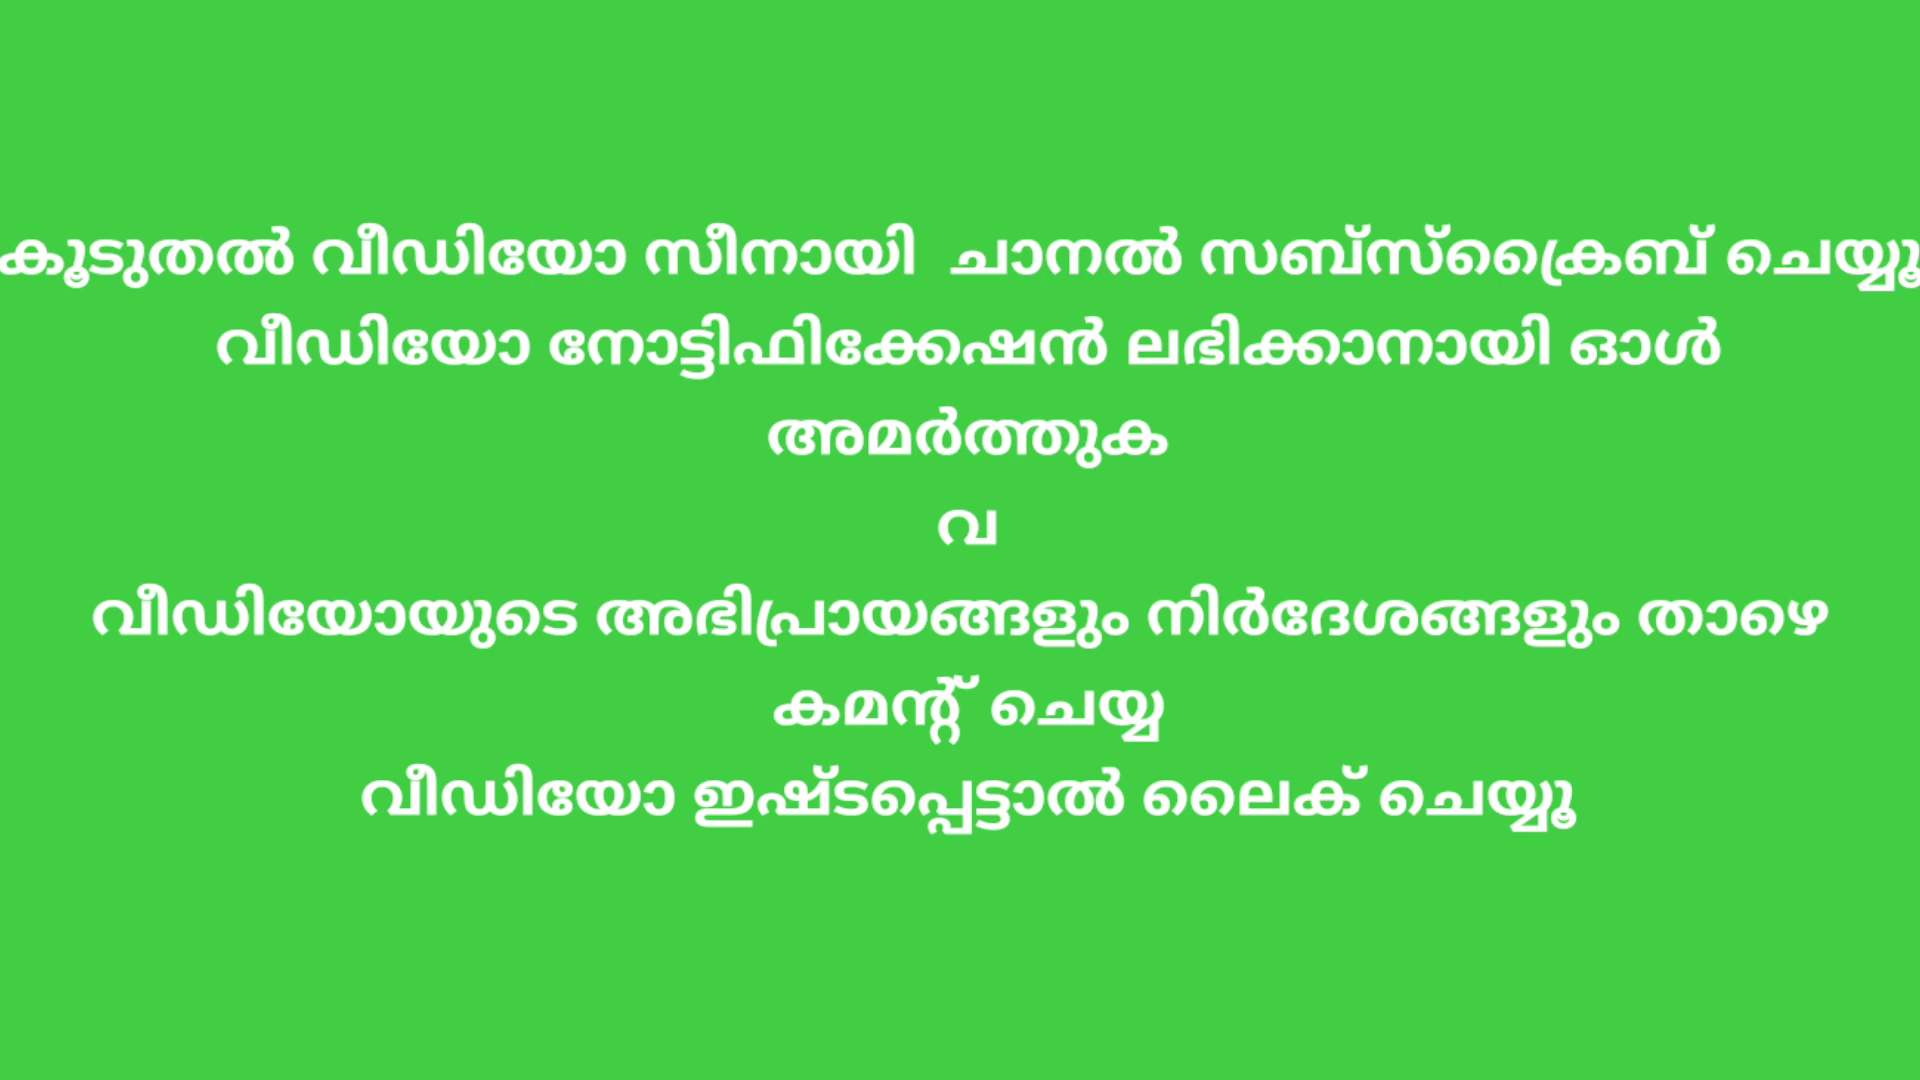 കൂടുതൽ വീഡിയോ സീനായി ചാനൽ സബ്സ്ക്രൈബ് ചെയ്യൂ
വീഡിയോ നോട്ടിഫിക്കേഷൻ ലഭിക്കാനായി ഓൾ
അമർത്തുക
വ
വീഡിയോയുടെ അഭിപ്രായങ്ങളും നിർദേശങ്ങളും താഴെ
കമന്റ് ചെയ്യ
വീഡിയോ ഇഷ്ടപ്പെട്ടാൽ ലൈക് ചെയ്യൂ